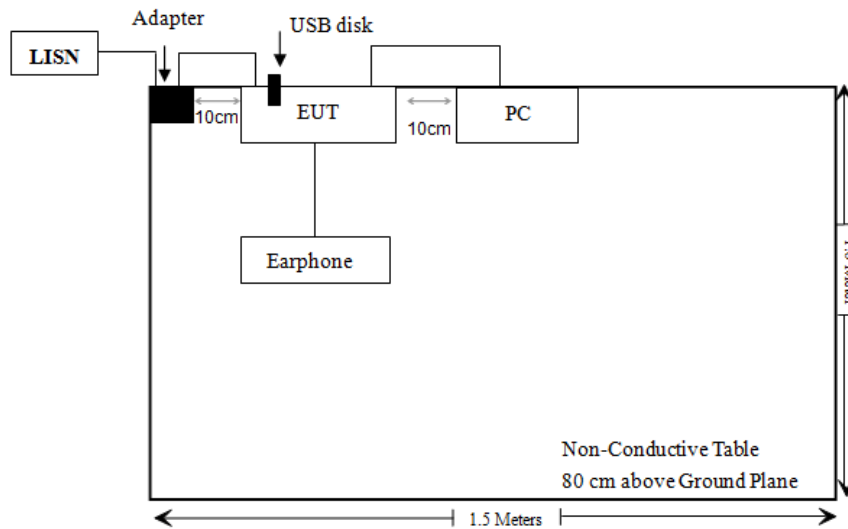 Adapter
USB disk
LISN
10cm
EUT
10cm
PC
Earphone
Non-Conductive Table
80 cm above Ground Plane
1.5 Meters